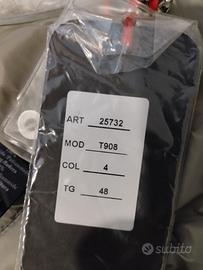 ART 25732
MOD T908
COL 4
TG 48
subito